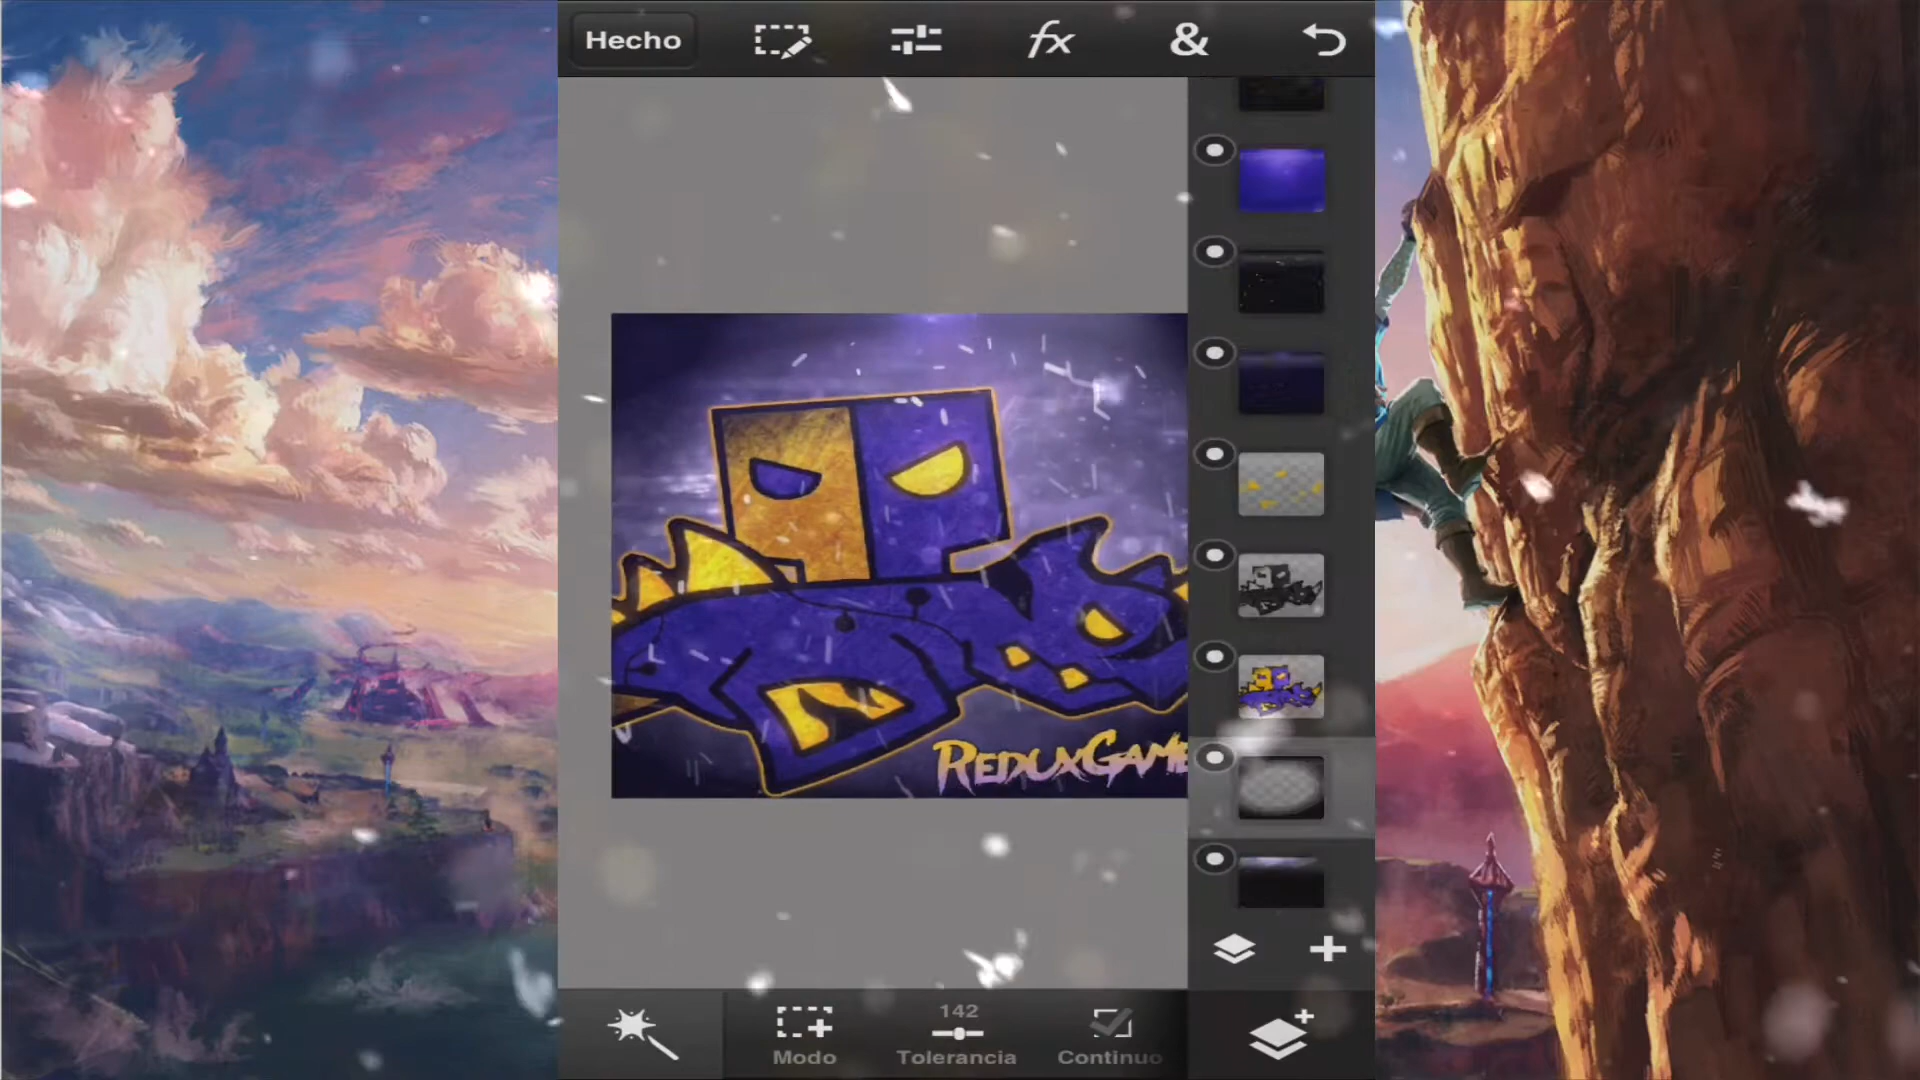 Hecho
fx
&
REDUXGAME
142
Modo
Tolerancia
Continuo